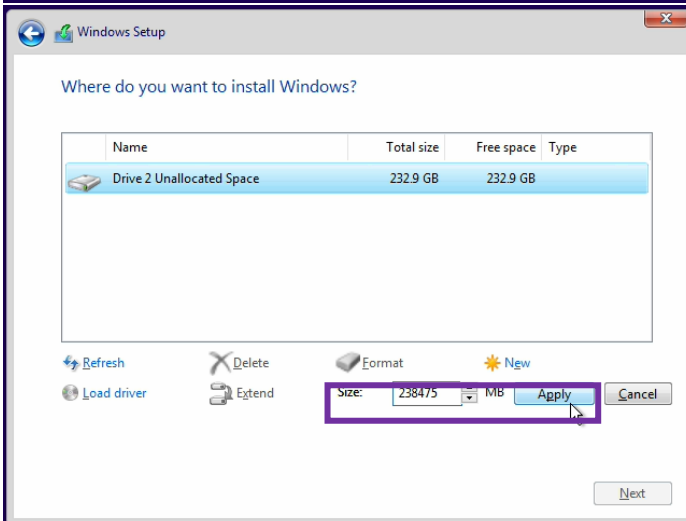 Windows Setup
Where do you want to install Windows?
Name Total size Free space Type
Drive 2 Unallocated Space 232.9 GB 232.9 GB
Refresh Delete Format New
Load driver Extend Size: 238475 MB Apply Cancel
Next